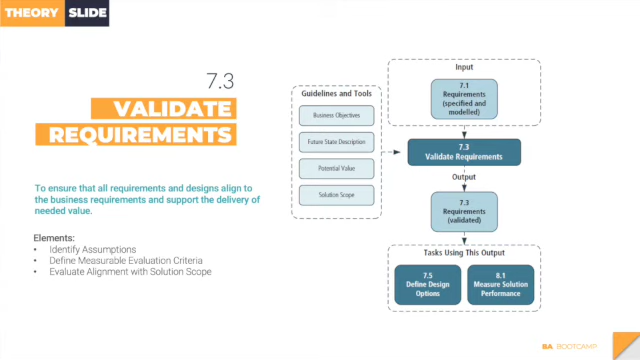 THEORY SLIDE
7.3
VALIDATE
REQUIREMENTS
To ensure that all requirements and designs align to
the business requirements and support the delivery of
needed value.
Elements:
• Identify Assumptions
• Define Measurable Evaluation Criteria
• Evaluate Alignment with Solution Scope
Guidelines and Tools
Business Objectives
Future State Description
Potential Value
Solution Scope
Input
7.1
Requirements
(specified and
modelled)
7.3
Validate Requirements
Output
7.3
Requirements
(validated)
Tasks Using This Output
7.5
Define Design
Options
8.1
Measure Solution
Performance
BA BOOTCAMP